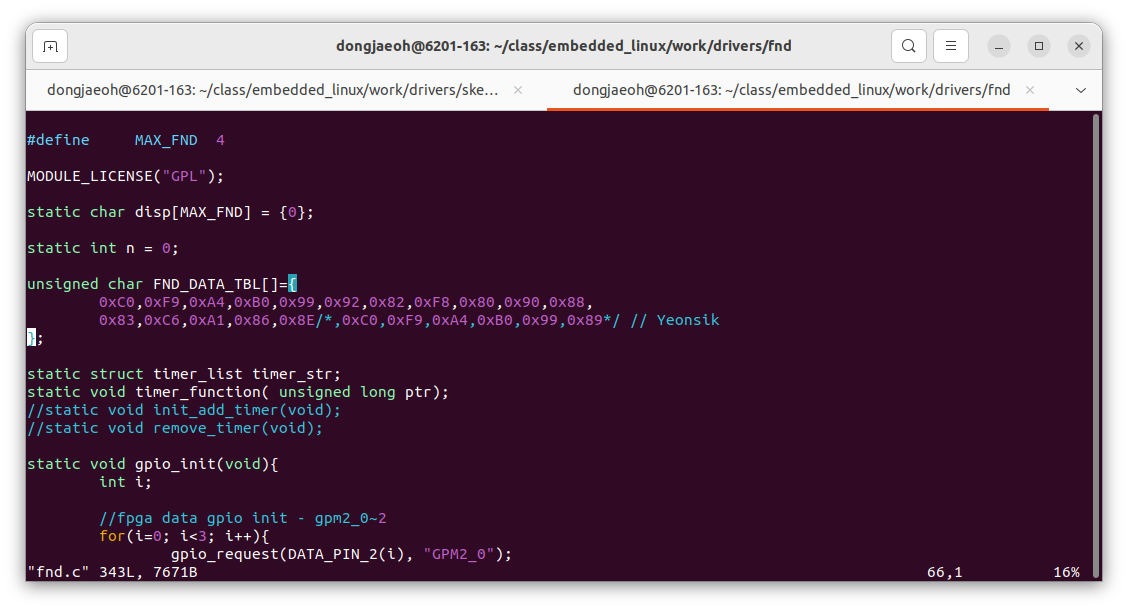 dongjaeoh@6201-163: ~/class/embedded_linux/work/drivers/fnd
dongjaeoh@6201-163: ~/class/embedded_linux/work/drivers/ske…
dongjaeoh@6201-163: ~/class/embedded_linux/work/drivers/fnd
#define     MAX_FND  4
MODULE_LICENSE("GPL");
static char disp[MAX_FND] = {0};
static int n = 0;
unsigned char FND_DATA_TBL[]={
        0xC0,0xF9,0xA4,0xB0,0x99,0x92,0x82,0xF8,0x80,0x90,0x88,
        0x83,0xC6,0xA1,0x86,0x8E/*,0xC0,0xF9,0xA4,0xB0,0x99,0x89*/ // Yeonsik
};
static struct timer_list timer_str;
static void timer_function( unsigned long ptr);
//static void init_add_timer(void);
//static void remove_timer(void);
static void gpio_init(void){
        int i;
        //fpga data gpio init - gpm2_0~2
        for(i=0; i<3; i++){
                gpio_request(DATA_PIN_2(i), "GPM2_0");
"fnd.c" 343L, 7671B 66,1 16%